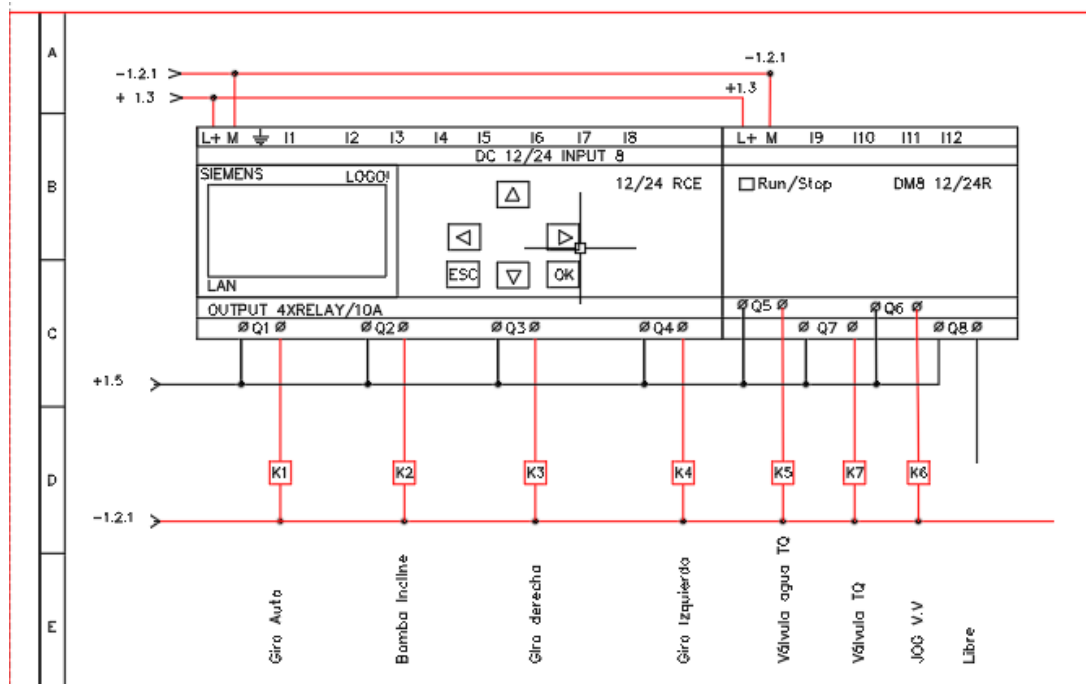 A
-1.2.1
-1.2.1
+ 1.3
+1.3
L+ M I1 I2 I3 I4 I5 I6 I7 I8
L+ M I9 I10 I11 I12
DC 12/24 INPUT 8
B
SIEMENS LOGO!
12/24 RCE
Run/Stop DM8 12/24R
ESC OK
LAN
OUTPUT 4XRELAY/10A
Q5 Q6
C
Q1 Q2 Q3 Q4
Q7 Q8
+1.5
D
K1 K2 K3 K4 K5 K7 K6
-1.2.1
E
Giro Auto
Bomba Incline
Giro derecha
Giro Izquierda
Válvula agua TQ
Válvula TQ
JOG V.V
Libre